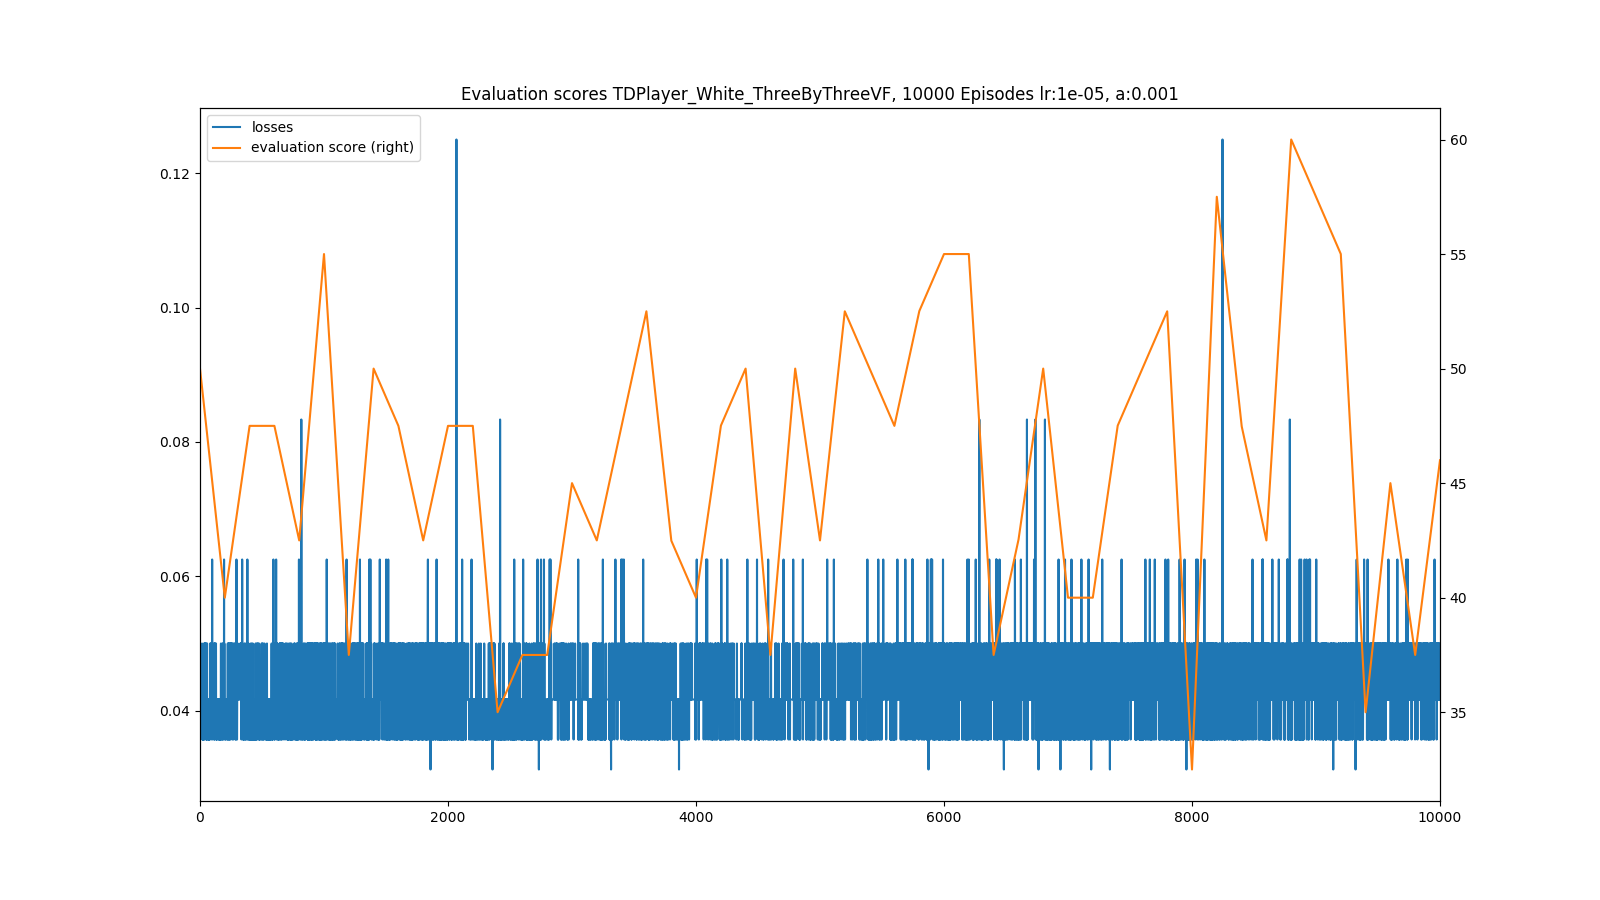 Evaluation scores TDPlayer_White_ThreeByThreeVF, 10000 Episodes lr:1e-05, a:0.001
losses
evaluation score (right)
0.12
0.10
0.08
0.06
0.04
60
55
50
45
40
35
0 2000 4000 6000 8000 10000